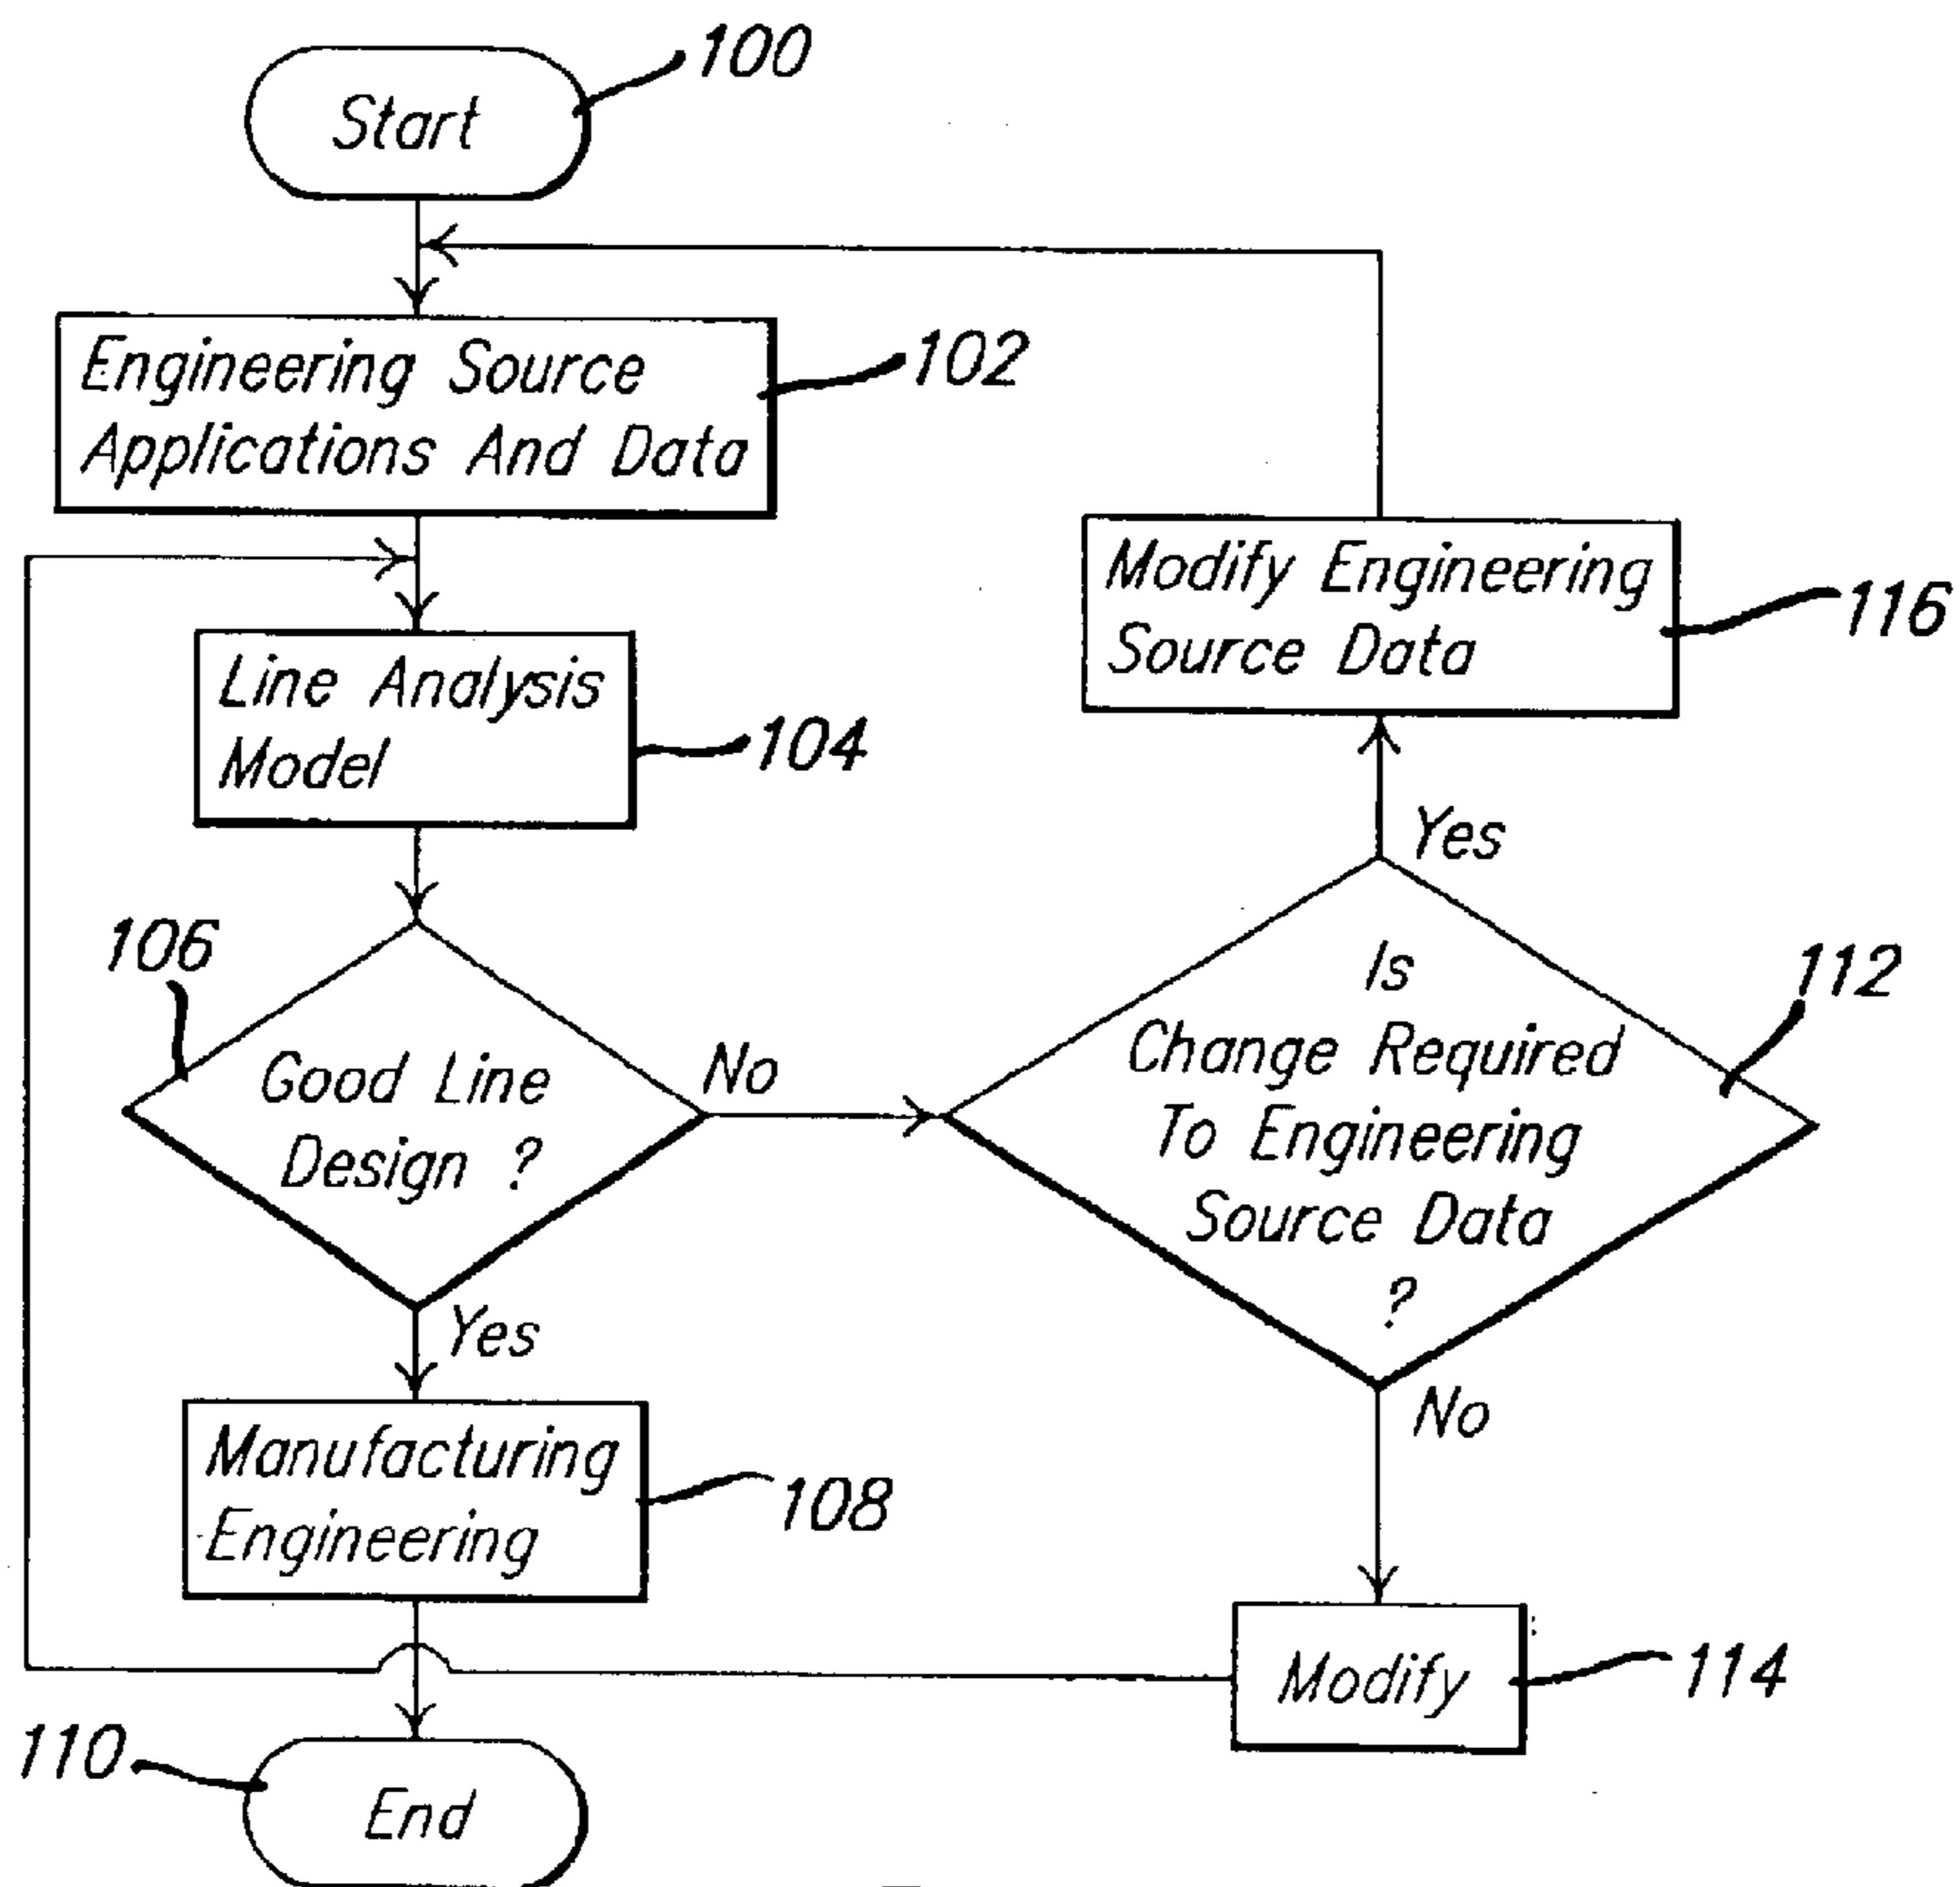 100
Start
Engineering Source
Applications And Data
102
Line Analysis
Model
104
106
Good Line
Design ?
No
Yes
Manufacturing
Engineering
108
110
End
Modify Engineering
Source Data
116
Yes
Is
Change Required
To Engineering
Source Data
?
112
No
Modify
114